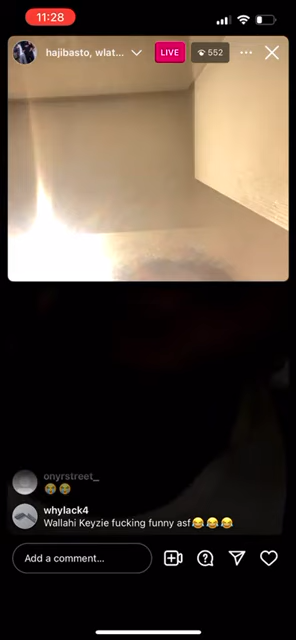 11:28
hajibasto, wlat...
LIVE
552
onyrstreet_
😭😭
whylack4
Wallahi Keyzie fucking funny asf😂😂😂
Add a comment...